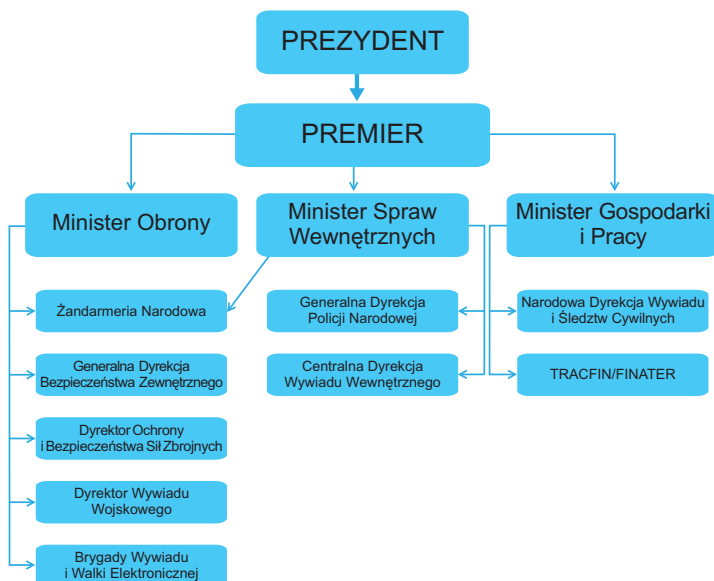 PREZYDENT
PREMIER
Minister Obrony
Minister Spraw
Wewnętrznych
Minister Gospodarki
i Pracy
Żandarmeria Narodowa
Generalna Dyrekcja
Bezpieczeństwa Zewnętrznego
Dyrektor Ochrony
i Bezpieczeństwa Sił Zbrojnych
Dyrektor Wywiadu
Wojskowego
Brygady Wywiadu
i Walki Elektronicznej
Generalna Dyrekcja
Policji Narodowej
Centralna Dyrekcja
Wywiadu Wewnętrznego
Narodowa Dyrekcja Wywiadu
i Śledztw Cywilnych
TRACFIN/FINATER